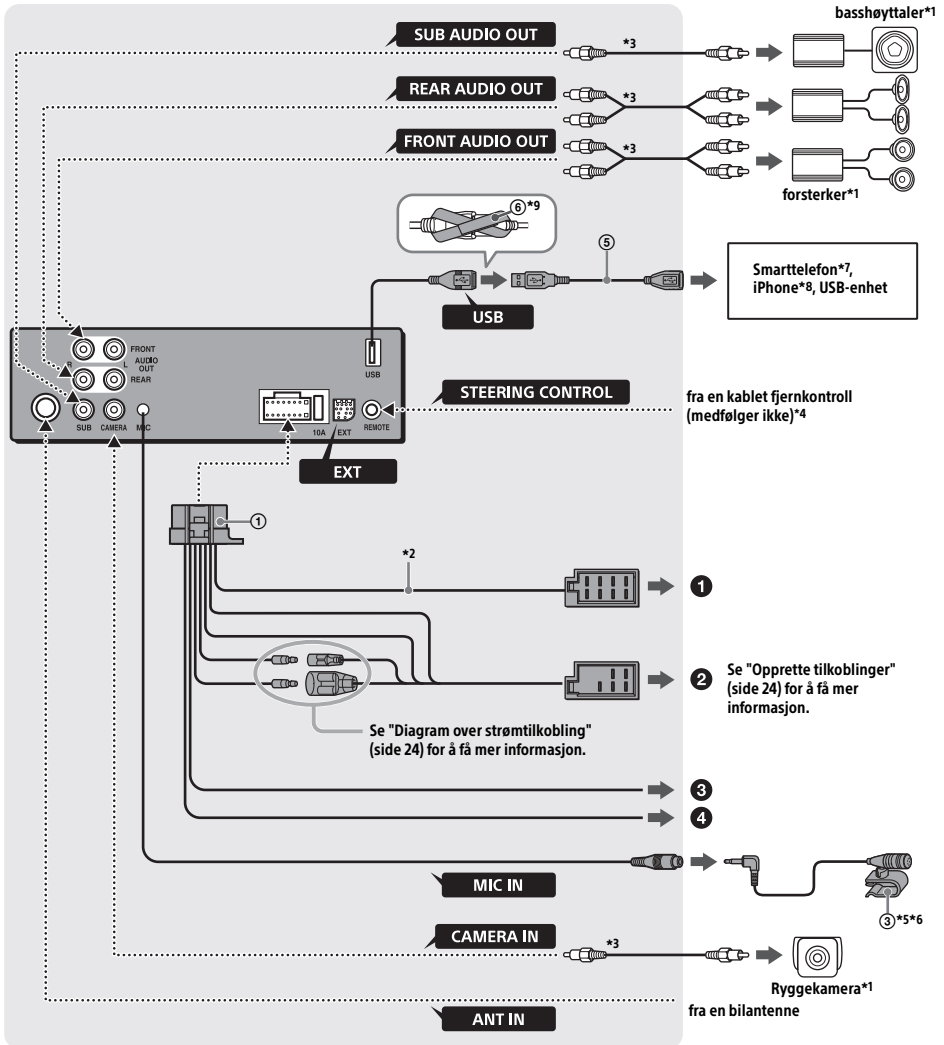 basshøyttaler*1
SUB AUDIO OUT
*3
REAR AUDIO OUT
*3
FRONT AUDIO OUT
*3
forsterker*1
⑥*9
⑤
Smarttelefon*7,
iPhone*8, USB-enhet
USB
FRONT
AUDIO
OUT
R
L
REAR
USB
SUB
CAMERA
MIC
10A
EXT
REMOTE
STEERING CONTROL
fra en kablet fjernkontroll
(medfølger ikke)*4
EXT
①
*2
❶
❷
Se "Opprette tilkoblinger"
(side 24) for å få mer
informasjon.
Se "Diagram over strømtilkobling"
(side 24) for å få mer informasjon.
❸
❹
MIC IN
③*5*6
CAMERA IN
*3
Ryggekamera*1
fra en bilantenne
ANT IN